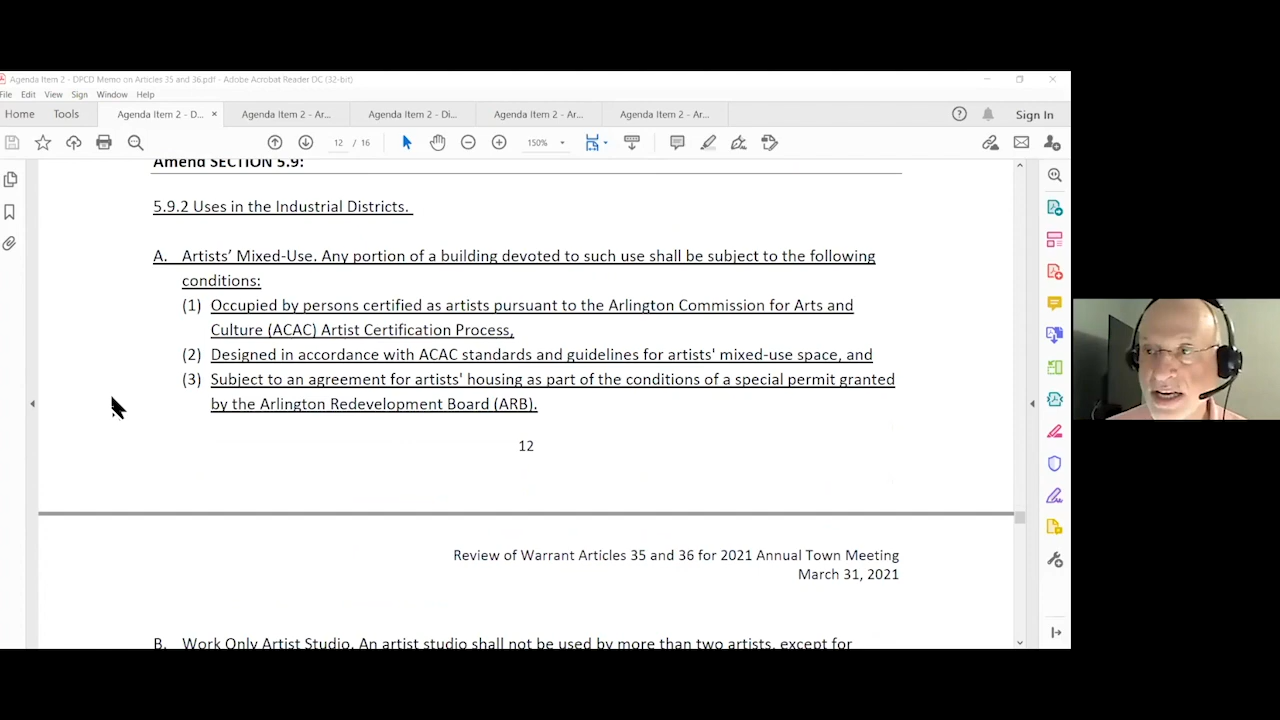 Agenda Item 2 - DPCD Memo on Articles 35 and 36.pdf - Adobe Acrobat Reader DC (32-bit)
File Edit View Sign Window Help
Home Tools Agenda Item 2 - D... × Agenda Item 2 - Ar... Agenda Item 2 - Di... Agenda Item 2 - Ar... Agenda Item 2 - Ar... Sign In
12 / 16 150%
Amend SECTION 5.9:
5.9.2 Uses in the Industrial Districts.
A. Artists’ Mixed-Use. Any portion of a building devoted to such use shall be subject to the following
conditions:
(1) Occupied by persons certified as artists pursuant to the Arlington Commission for Arts and
Culture (ACAC) Artist Certification Process,
(2) Designed in accordance with ACAC standards and guidelines for artists' mixed-use space, and
(3) Subject to an agreement for artists' housing as part of the conditions of a special permit granted
by the Arlington Redevelopment Board (ARB).
12
Review of Warrant Articles 35 and 36 for 2021 Annual Town Meeting
March 31, 2021
B. Work Only Artist Studio. An artist studio shall not be used by more than two artists, except for